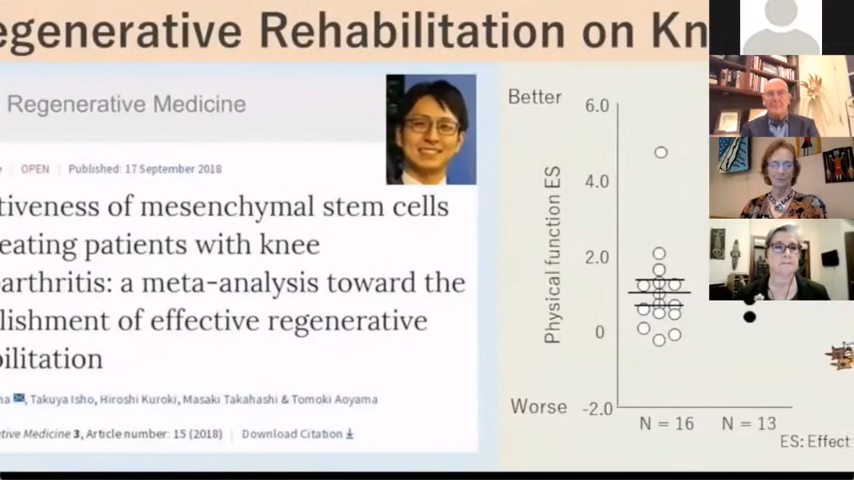 egenerative Rehabilitation on Kn
Regenerative Medicine
OPEN | Published: 17 September 2018
tiveness of mesenchymal stem cells
eating patients with knee
arthritis: a meta-analysis toward the
lishment of effective regenerative
bilitation
na, Takuya Isho, Hiroshi Kuroki, Masaki Takahashi & Tomoki Aoyama
tive Medicine 3, Article number: 15 (2018) | Download Citation
Better
6.0
4.0
Physical function ES
2.0
0
Worse
-2.0
N = 16
N = 13
ES: Effect